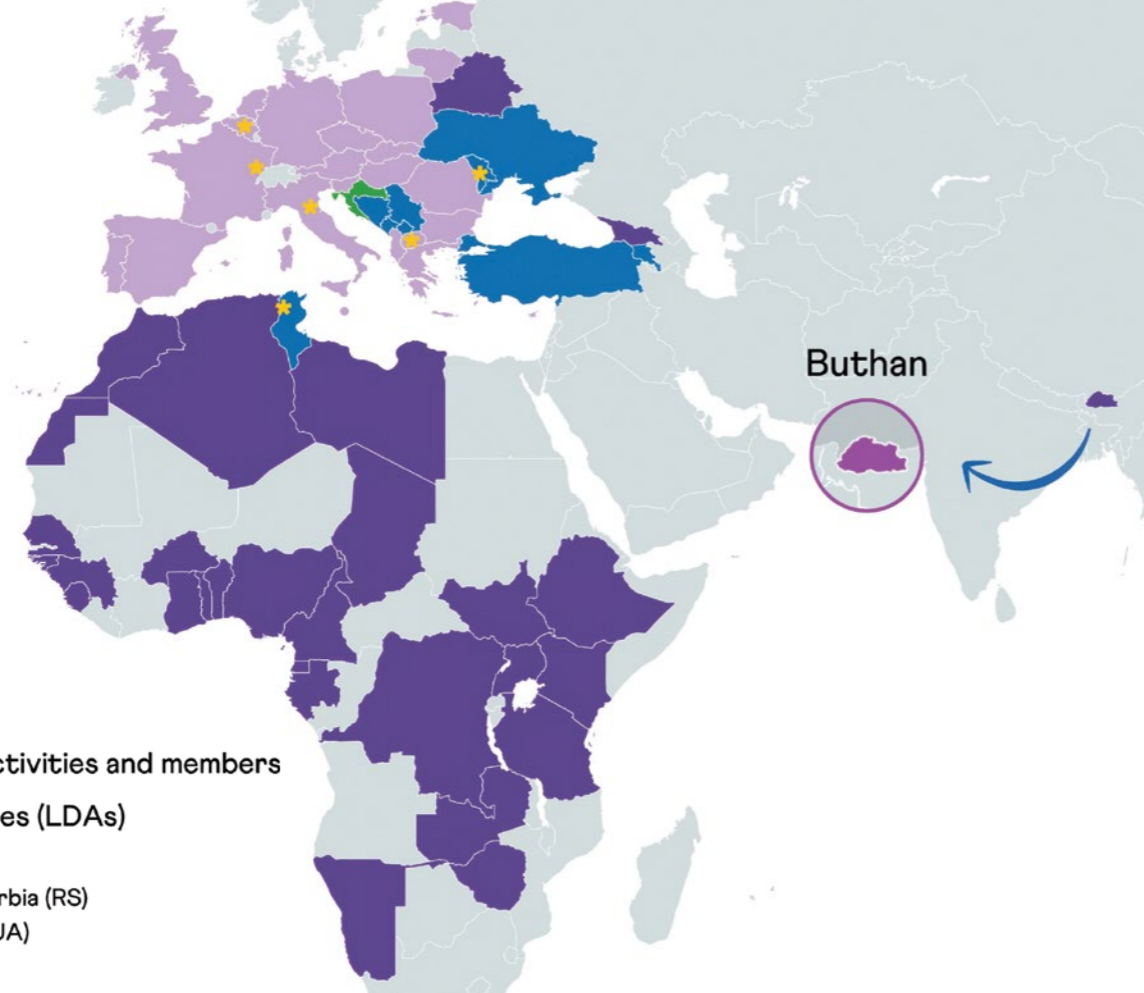 Buthan
ctivities and members
es (LDAs)
rbia (RS)
JA)